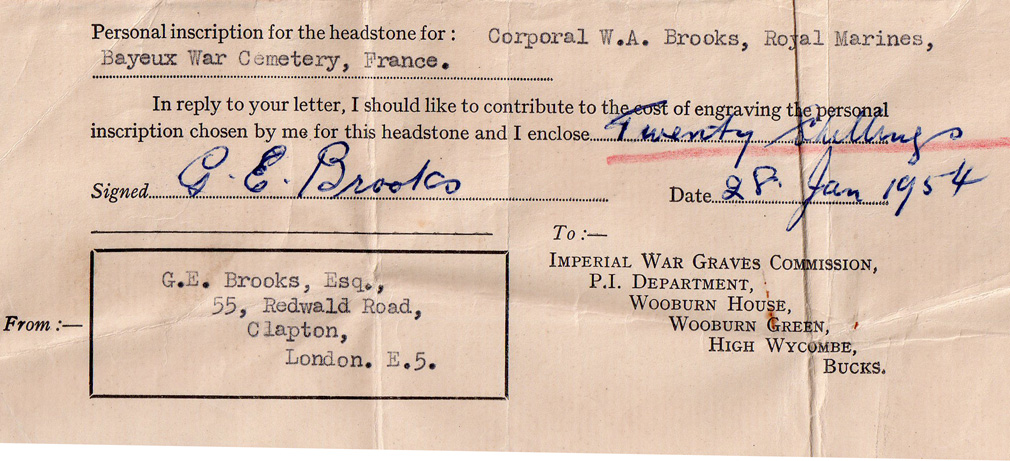 Personal inscription for the headstone for : Corporal W.A. Brooks, Royal Marines,
Bayeux War Cemetery, France.
In reply to your letter, I should like to contribute to the cost of engraving the personal
inscription chosen by me for this headstone and I enclose Twenty Shillings
Signed G. E. Brooks
Date 28. Jan 1954
To :—
IMPERIAL WAR GRAVES COMMISSION,
P.I. DEPARTMENT,
WOOBURN HOUSE,
WOOBURN GREEN,
HIGH WYCOMBE,
BUCKS.
From :—
G.E. Brooks, Esq.,
55, Redwald Road,
Clapton,
London. E.5.